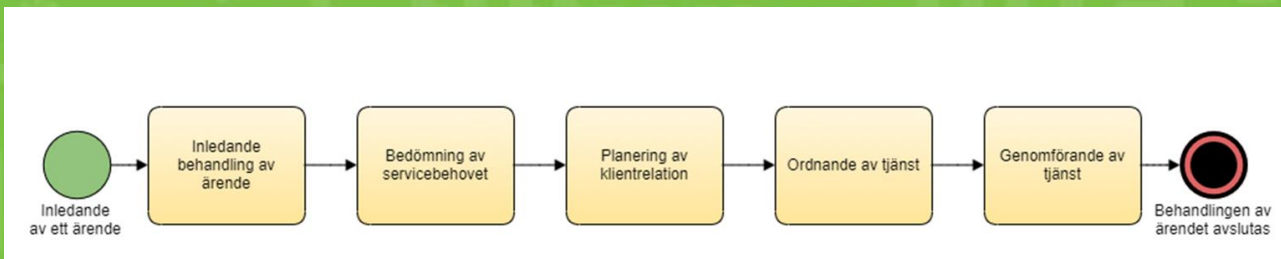 Inledande
av ett ärende
Inledande
behandling av
ärende
Bedömning av
servicebehovet
Planering av
klientrelation
Ordnande av tjänst
Genomförande av
tjänst
Behandlingen av
ärendet avslutas